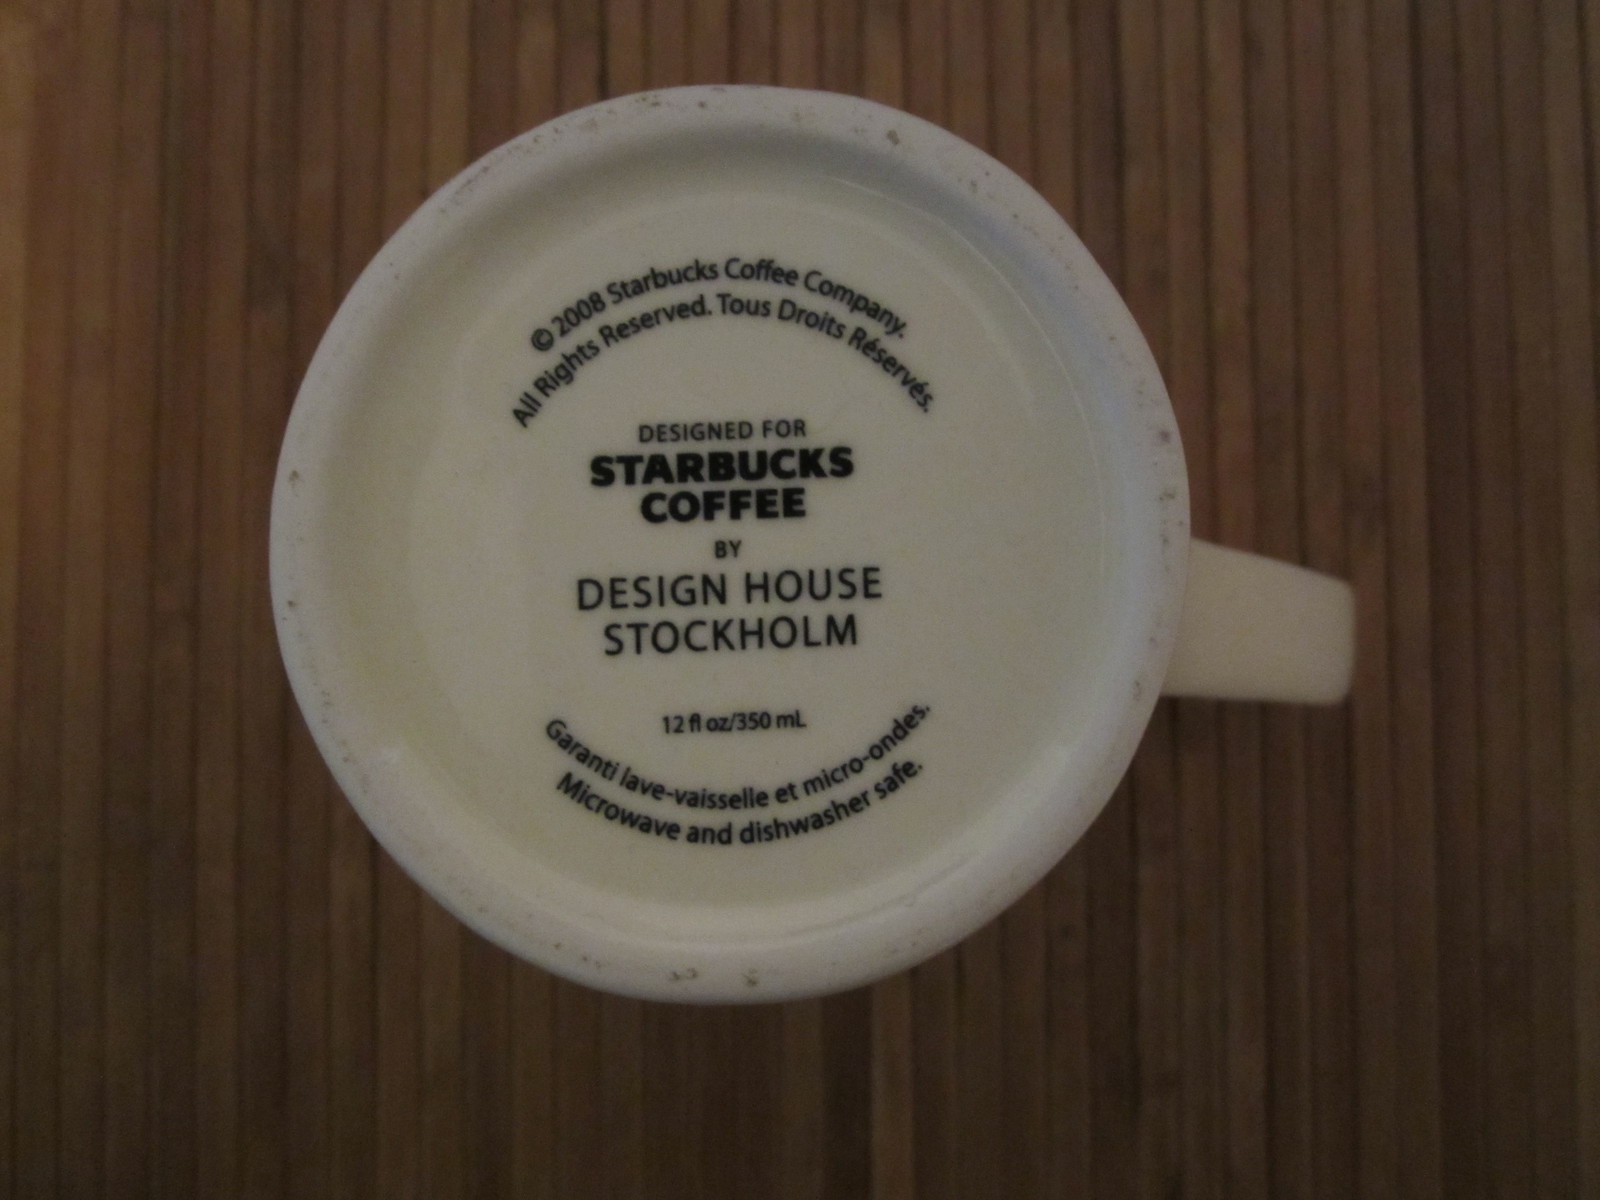 © 2008 Starbucks Coffee Company.
All Rights Reserved. Tous Droits Réservés.
DESIGNED FOR
STARBUCKS
COFFEE
BY
DESIGN HOUSE
STOCKHOLM
12 fl oz/350 mL
Garanti lave-vaisselle et micro-ondes.
Microwave and dishwasher safe.